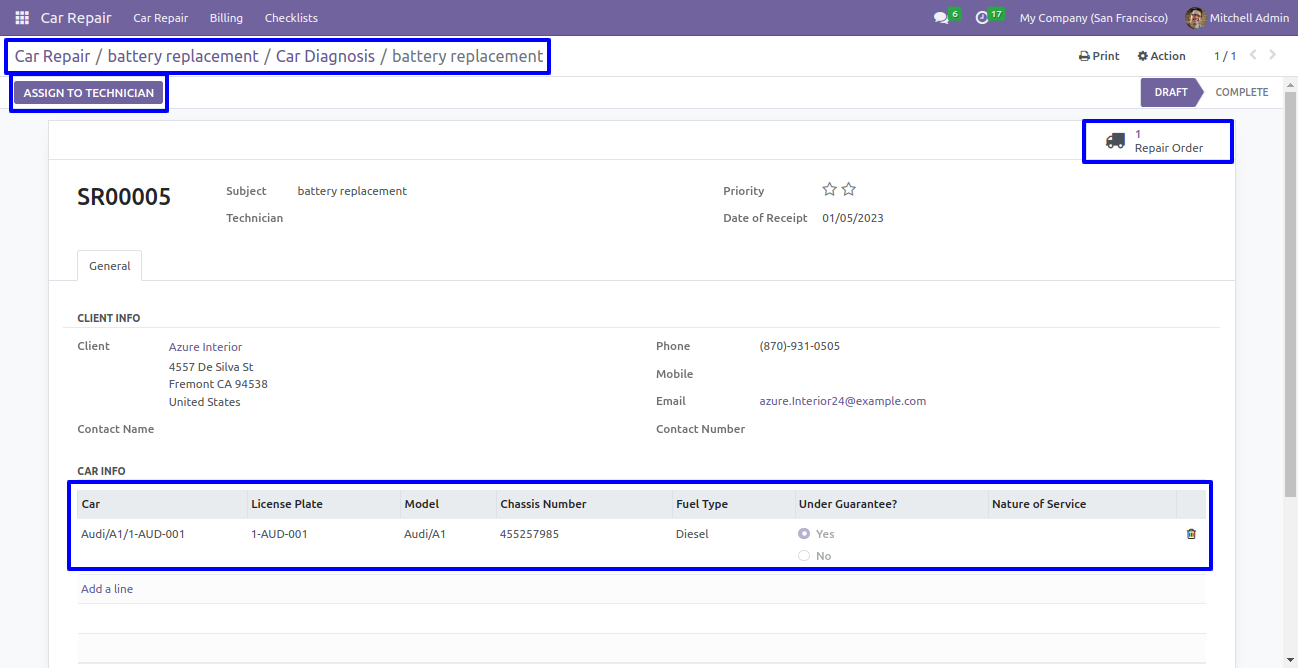 Car Repair Car Repair Billing Checklists 6 17 My Company (San Francisco) Mitchell Admin
Car Repair / battery replacement / Car Diagnosis / battery replacement Print Action 1 / 1
ASSIGN TO TECHNICIAN DRAFT COMPLETE
1
Repair Order
SR00005
Subject battery replacement Priority
Technician Date of Receipt 01/05/2023
General
CLIENT INFO
Client Azure Interior Phone (870)-931-0505
4557 De Silva St
Fremont CA 94538 Mobile
United States Email azure.Interior24@example.com
Contact Name Contact Number
CAR INFO
Car License Plate Model Chassis Number Fuel Type Under Guarantee? Nature of Service
Audi/A1/1-AUD-001 1-AUD-001 Audi/A1 455257985 Diesel Yes
No
Add a line